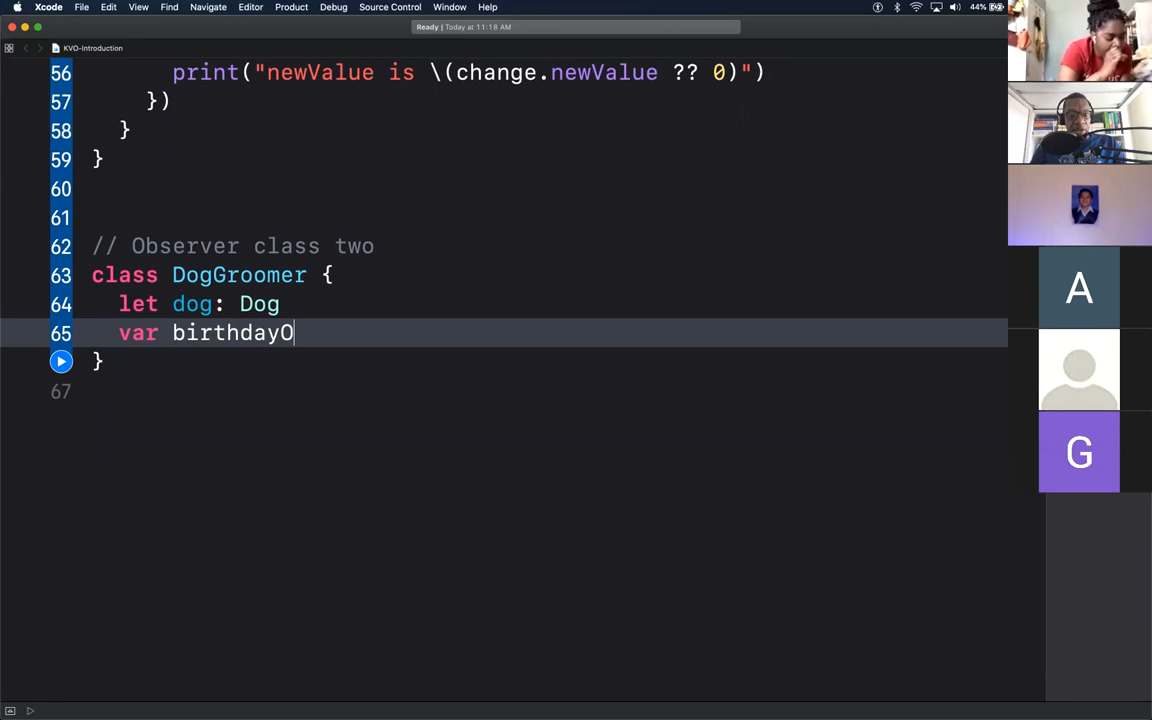 Xcode File Edit View Find Navigate Editor Product Debug Source Control Window Help 44%
Ready | Today at 11:18 AM
KVO-Introduction
56 print("newValue is \(change.newValue ?? 0)")
57 })
58 }
59 }
60
61
62 // Observer class two
63 class DogGroomer {
64 let dog: Dog
65 var birthdayO
}
67
A
G